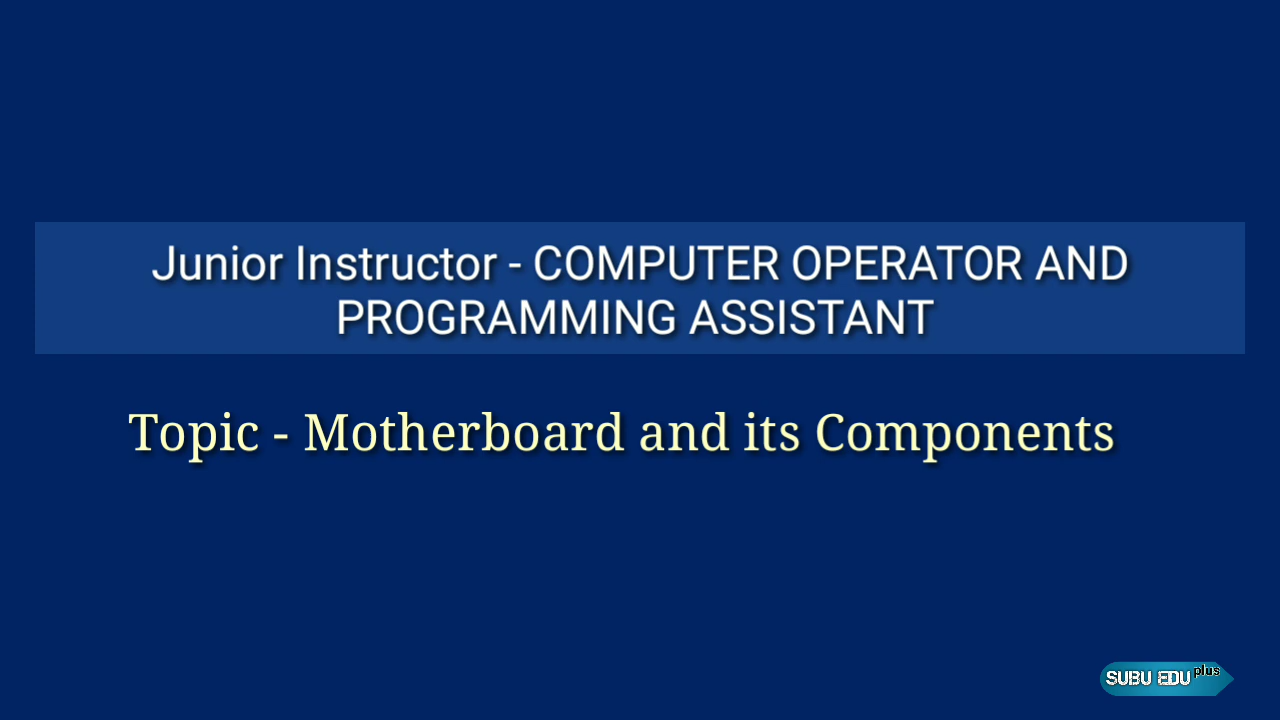 Junior Instructor - COMPUTER OPERATOR AND
PROGRAMMING ASSISTANT
Topic - Motherboard and its Components
SUBU EDU plus